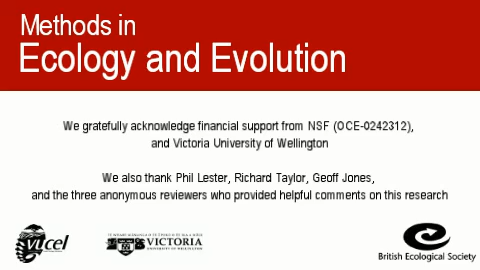 Methods in
Ecology and Evolution
We gratefully acknowledge financial support from NSF (OCE-0242312),
and Victoria University of Wellington
We also thank Phil Lester, Richard Taylor, Geoff Jones,
and the three anonymous reviewers who provided helpful comments on this research
vucel
VICTORIA
UNIVERSITY OF WELLINGTON
British Ecological Society